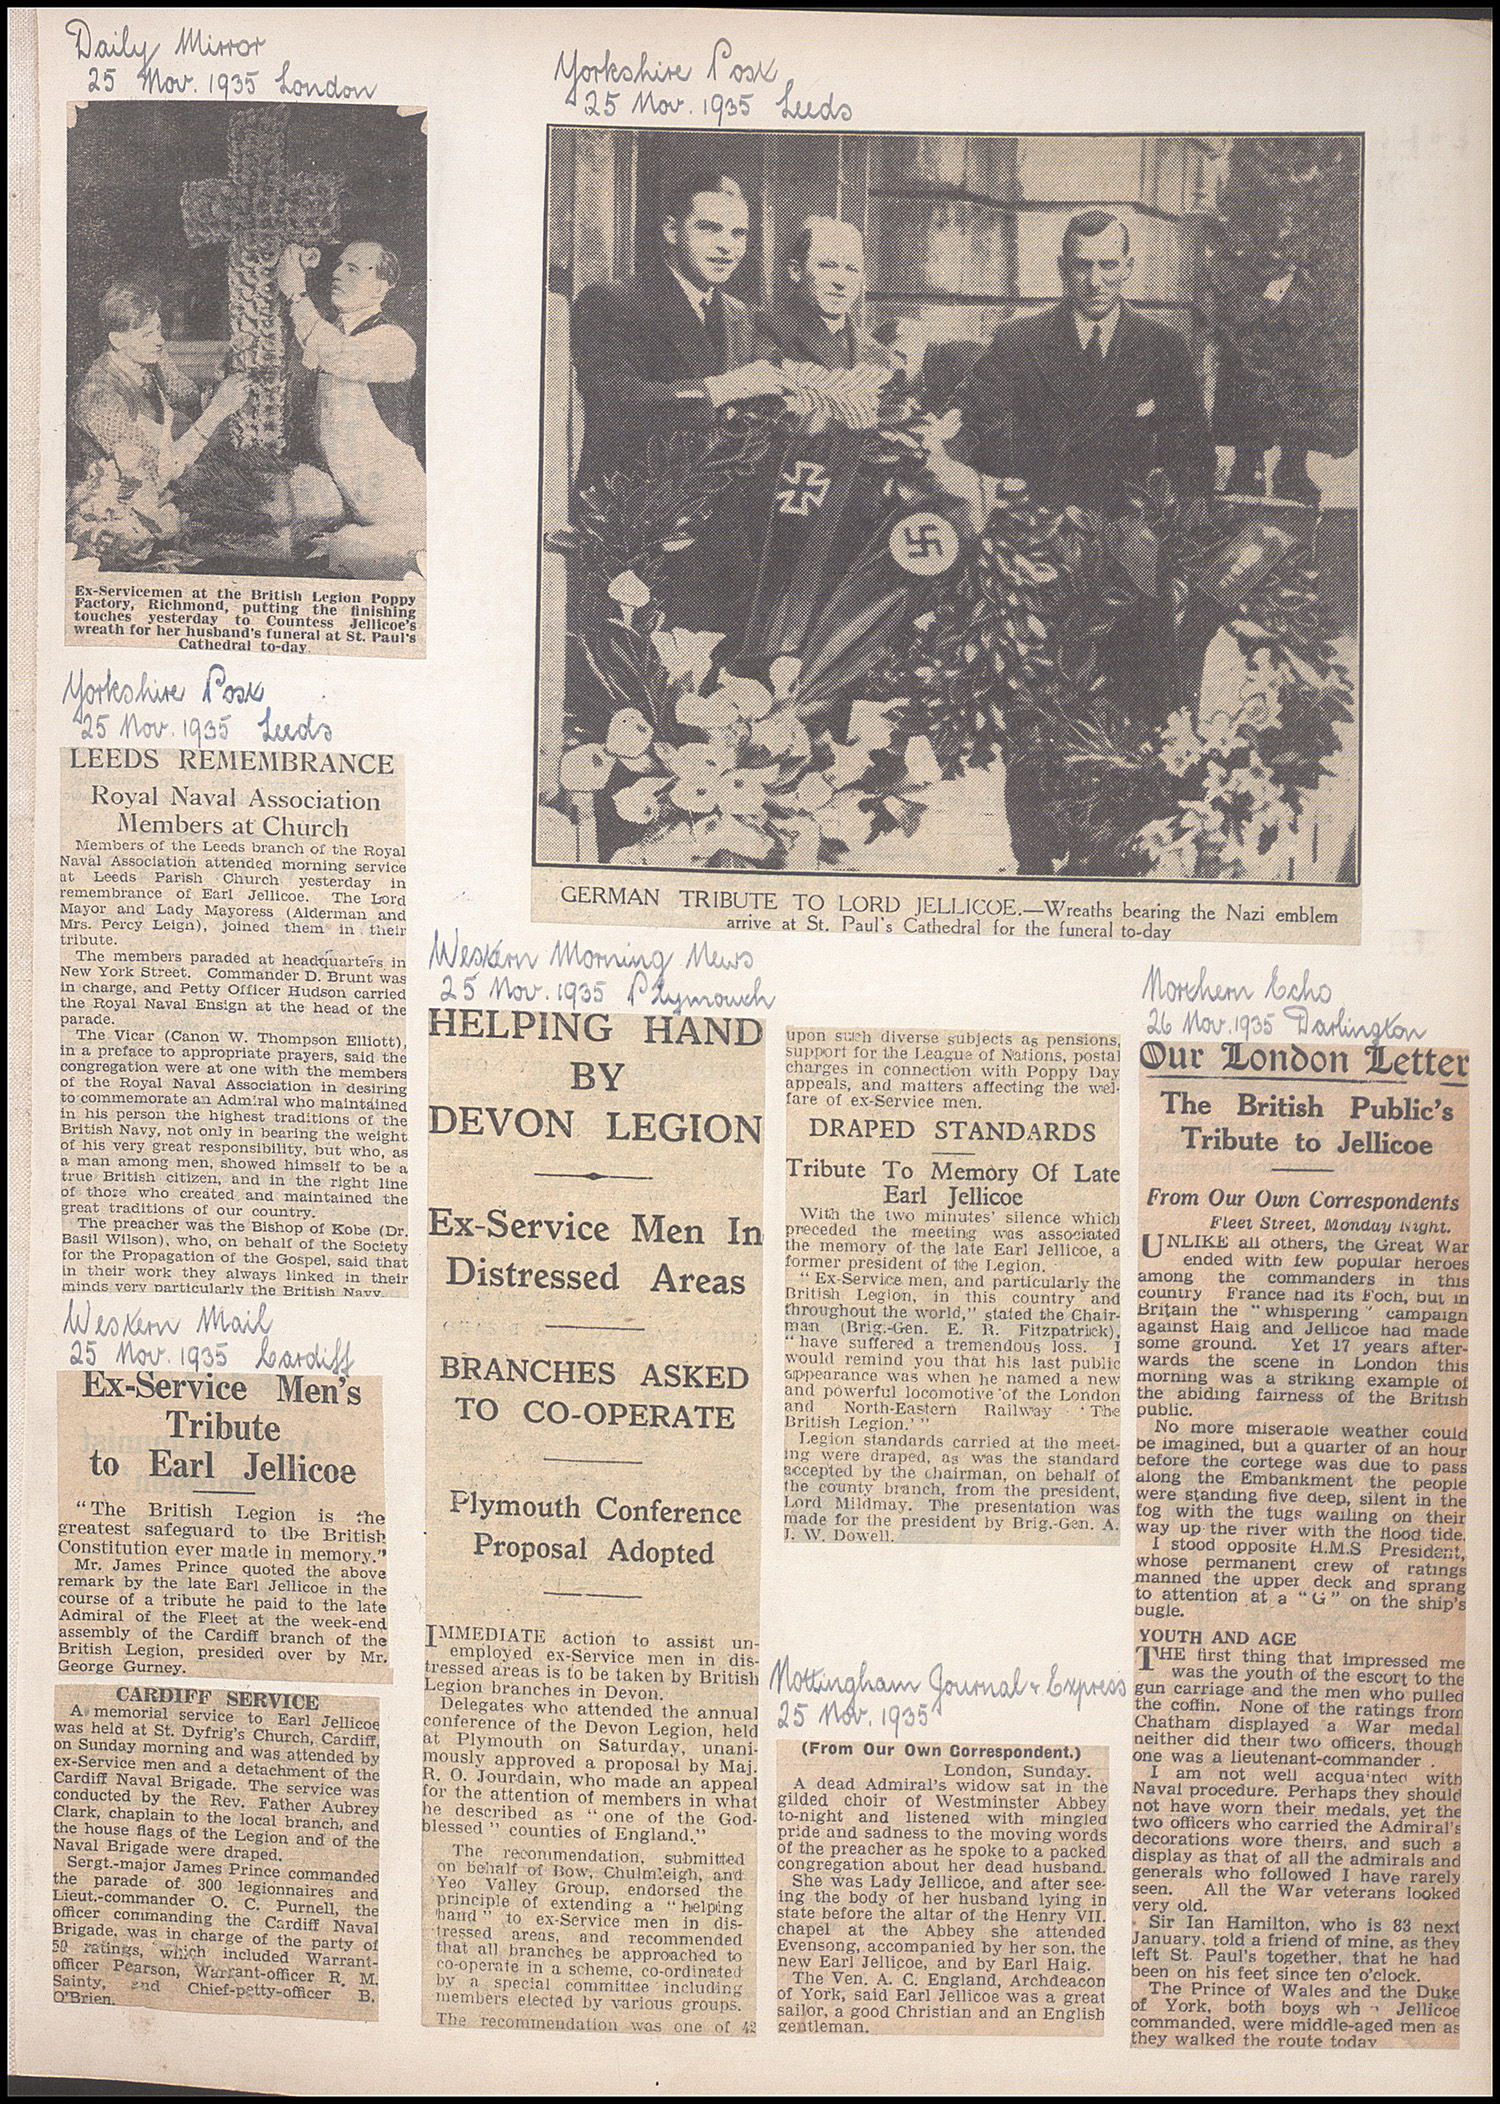 Daily Mirror
25 Nov. 1935 London
Ex-Servicemen at the British Legion Poppy
Factory, Richmond, putting the finishing
touches yesterday to Countess Jellicoe's
wreath for her husband's funeral at St. Paul's
Cathedral to-day.
Yorkshire Post
25 Nov. 1935 Leeds
GERMAN TRIBUTE TO LORD JELLICOE.—Wreaths bearing the Nazi emblem
arrive at St. Paul's Cathedral for the funeral to-day
Yorkshire Post
25 Nov. 1935 Leeds
LEEDS REMEMBRANCE
Royal Naval Association
Members at Church
Members of the Leeds branch of the Royal
Naval Association attended morning service
at Leeds Parish Church yesterday in
remembrance of Earl Jellicoe. The Lord
Mayor and Lady Mayoress (Alderman and
Mrs. Percy Leigh), joined them in their
tribute.
The members paraded at headquarters in
New York Street. Commander D. Brunt was
in charge, and Petty Officer Hudson carried
the Royal Naval Ensign at the head of the
parade.
The Vicar (Canon W. Thompson Elliott),
in a preface to appropriate prayers, said the
congregation were at one with the members
of the Royal Naval Association in desiring
to commemorate an Admiral who maintained
in his person the highest traditions of the
British Navy, not only in bearing the weight
of his very great responsibility, but who, as
a man among men, showed himself to be a
true British citizen, and in the right line
of those who created and maintained the
great traditions of our country.
The preacher was the Bishop of Kobe (Dr.
Basil Wilson), who, on behalf of the Society
for the Propagation of the Gospel, said that
in their work they always linked in their
minds very particularly the British Navy.
Western Mail
25 Nov. 1935 Cardiff
Ex-Service Men's
Tribute
to Earl Jellicoe
"The British Legion is the
greatest safeguard to the British
Constitution ever made in memory."
Mr. James Prince quoted the above
remark by the late Earl Jellicoe in the
course of a tribute he paid to the late
Admiral of the Fleet at the week-end
assembly of the Cardiff branch of the
British Legion, presided over by Mr.
George Gurney.
CARDIFF SERVICE
A memorial service to Earl Jellicoe
was held at St. Dyfrig's Church, Cardiff,
on Sunday morning and was attended by
ex-Service men and a detachment of the
Cardiff Naval Brigade. The service was
conducted by the Rev. Father Aubrey
Clark, chaplain to the local branch, and
the house flags of the Legion and of the
Naval Brigade were draped.
Sergt.-major James Prince commanded
the parade of 300 legionnaires and
Lieut.-commander O. C. Purnell, the
officer commanding the Cardiff Naval
Brigade, was in charge of the party of
50 ratings, which included Warrant-
officer Pearson, Warrant-officer R. M.
Sainty, and Chief-petty-officer B.
O'Brien.
Western Morning News
25 Nov. 1935 Plymouth
HELPING HAND
BY
DEVON LEGION
Ex-Service Men In
Distressed Areas
BRANCHES ASKED
TO CO-OPERATE
Plymouth Conference
Proposal Adopted
IMMEDIATE action to assist un-
employed ex-Service men in dis-
tressed areas is to be taken by British
Legion branches in Devon.
Delegates who attended the annual
conference of the Devon Legion, held
at Plymouth on Saturday, unani-
mously approved a proposal by Maj.
R. O. Jourdain, who made an appeal
for the attention of members in what
he described as "one of the God-
blessed" counties of England."
The recommendation, submitted
on behalf of Bow, Chulmleigh, and
Yeo Valley Group, endorsed the
principle of extending a "helping
hand" to ex-Service men in dis-
tressed areas, and recommended
that all branches be approached to
co-operate in a scheme, co-ordinated
by a special committee including
members elected by various groups.
The recommendation was one of 42
upon such diverse subjects as pensions,
support for the League of Nations, postal
charges in connection with Poppy Day
appeals, and matters affecting the wel-
fare of ex-Service men.
DRAPED STANDARDS
Tribute To Memory Of Late
Earl Jellicoe
With the two minutes' silence which
preceded the meeting was associated
the memory of the late Earl Jellicoe, a
former president of the Legion.
"Ex-Service men, and particularly the
British Legion, in this country and
throughout the world," stated the Chair-
man (Brig.-Gen. E. R. Fitzpatrick),
"have suffered a tremendous loss. I
would remind you that his last public
appearance was when he named a new
and powerful locomotive of the London
and North-Eastern Railway 'The
British Legion.'"
Legion standards carried at the meet-
ing were draped, as was the standard
accepted by the chairman, on behalf of
the county branch, from the president,
Lord Mildmay. The presentation was
made for the president by Brig.-Gen. A.
J. W. Dowell.
Nottingham Journal & Express
25 Nov. 1935
(From Our Own Correspondent.)
London, Sunday.
A dead Admiral's widow sat in the
gilded choir of Westminster Abbey
to-night and listened with mingled
pride and sadness to the moving words
of the preacher as he spoke to a packed
congregation about her dead husband.
She was Lady Jellicoe, and after see-
ing the body of her husband lying in
state before the altar of the Henry VII.
chapel at the Abbey she attended
Evensong, accompanied by her son, the
new Earl Jellicoe, and by Earl Haig.
The Ven. A. C. England, Archdeacon
of York, said Earl Jellicoe was a great
sailor, a good Christian and an English
gentleman.
Northern Echo
26 Nov. 1935 Darlington
Our London Letter
The British Public's
Tribute to Jellicoe
From Our Own Correspondents
Fleet Street, Monday Night.
UNLIKE all others, the Great War
ended with few popular heroes
among the commanders in this
country France had its Foch, but in
Britain the "whispering" campaign
against Haig and Jellicoe had made
some ground. Yet 17 years after-
wards the scene in London this
morning was a striking example of
the abiding fairness of the British
public.
No more miserable weather could
be imagined, but a quarter of an hour
before the cortege was due to pass
along the Embankment the people
were standing five deep, silent in the
fog with the tugs wailing on their
way up the river with the flood tide.
I stood opposite H.M.S President,
whose permanent crew of ratings
manned the upper deck and sprang
to attention at a "G" on the ship's
bugle.
YOUTH AND AGE
THE first thing that impressed me
was the youth of the escort to the
gun carriage and the men who pulled
the coffin. None of the ratings from
Chatham displayed a War medal
neither did their two officers, though
one was a lieutenant-commander.
I am not well acquainted with
Naval procedure. Perhaps they should
not have worn their medals, yet the
two officers who carried the Admiral's
decorations wore theirs, and such a
display as that of all the admirals and
generals who followed I have rarely
seen. All the War veterans looked
very old.
Sir Ian Hamilton, who is 83 next
January, told a friend of mine, as they
left St. Paul's together, that he had
been on his feet since ten o'clock.
The Prince of Wales and the Duke
of York, both boys wh Jellicoe
commanded, were middle-aged men as
they walked the route today